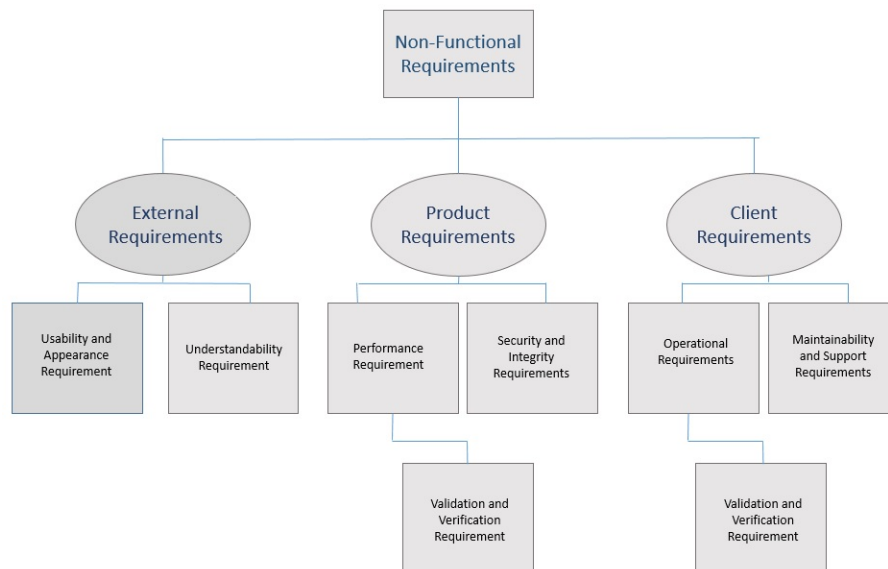 Non-Functional
Requirements
External
Requirements
Product
Requirements
Client
Requirements
Usability and
Appearance
Requirement
Understandability
Requirement
Performance
Requirement
Security and
Integrity
Requirements
Operational
Requirements
Maintainability
and Support
Requirements
Validation and
Verification
Requirement
Validation and
Verification
Requirement